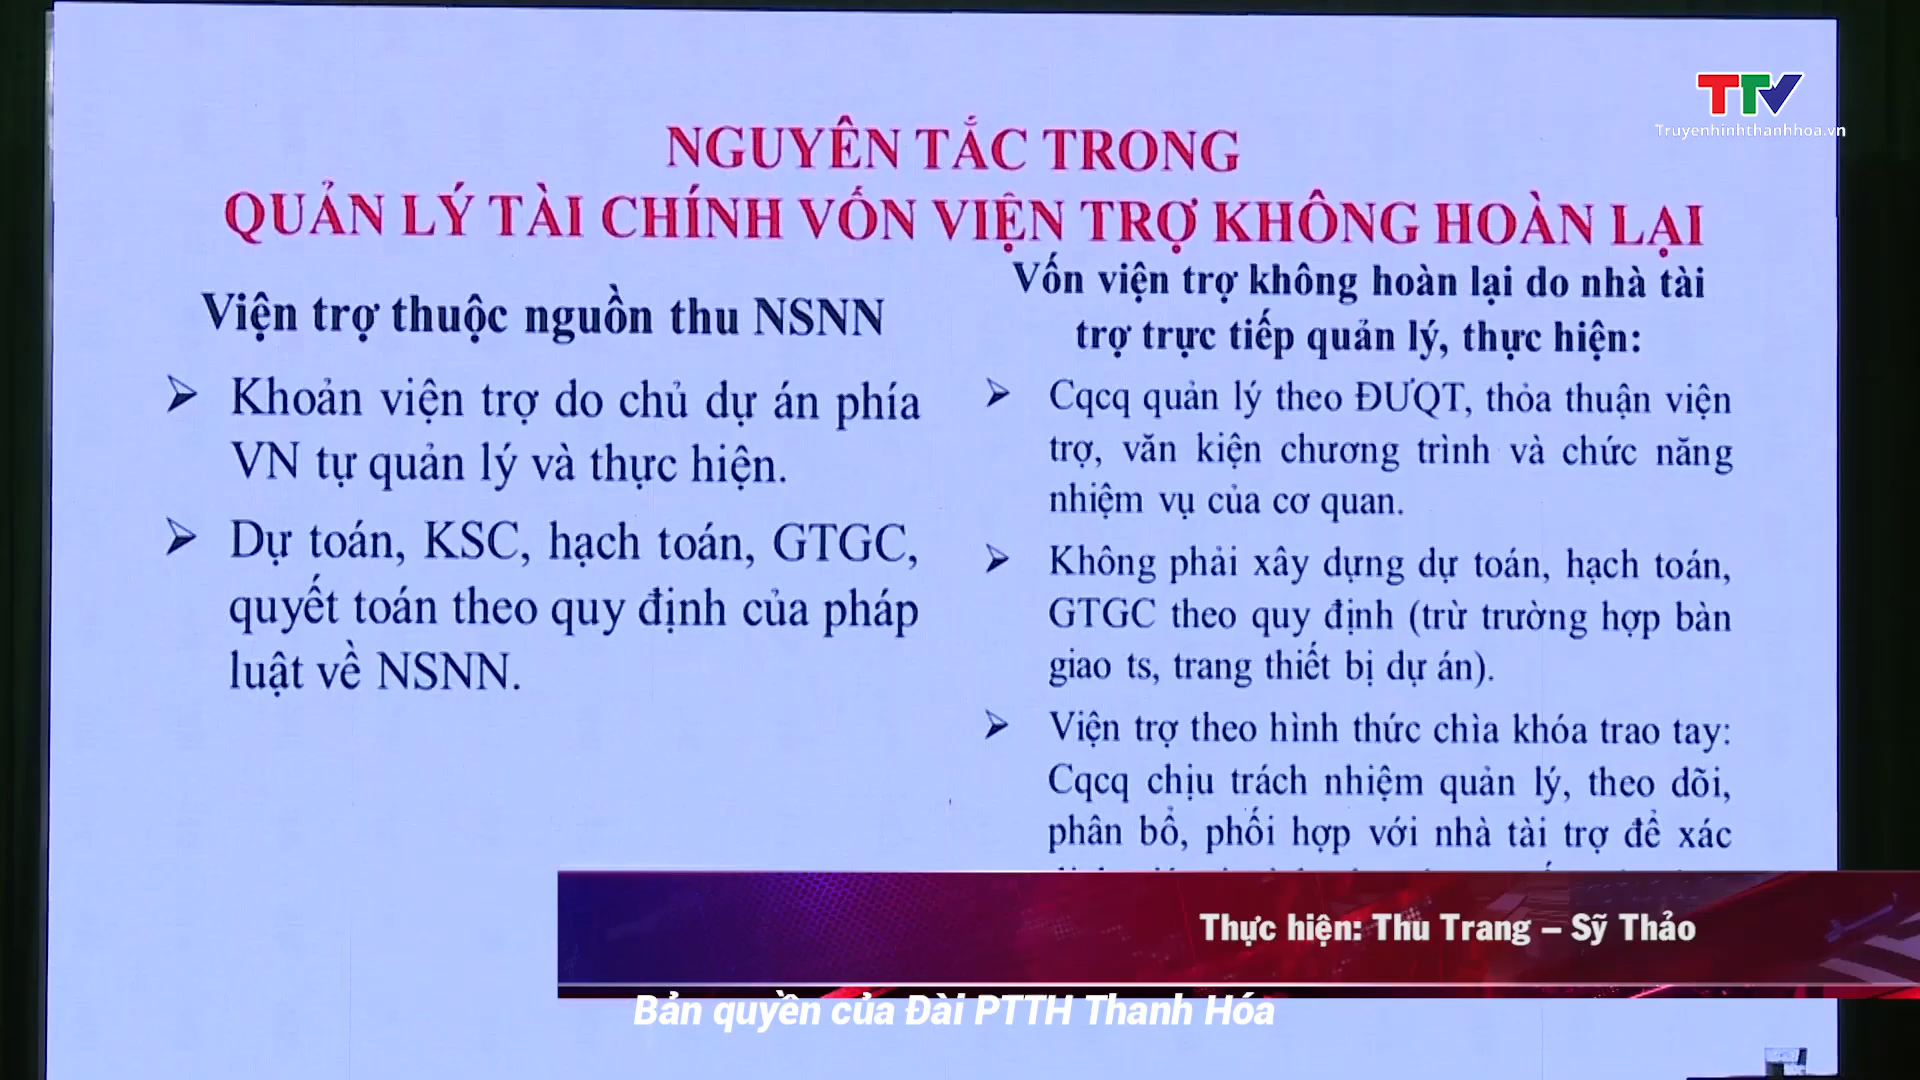 TTV
Truyenhinhthanhhoa.vn
NGUYÊN TẮC TRONG
QUẢN LÝ TÀI CHÍNH VỐN VIỆN TRỢ KHÔNG HOÀN LẠI
Viện trợ thuộc nguồn thu NSNN
➢ Khoản viện trợ do chủ dự án phía
VN tự quản lý và thực hiện.
➢ Dự toán, KSC, hạch toán, GTGC,
quyết toán theo quy định của pháp
luật về NSNN.
Vốn viện trợ không hoàn lại do nhà tài
trợ trực tiếp quản lý, thực hiện:
➢ Cqcq quản lý theo ĐƯQT, thỏa thuận viện
trợ, văn kiện chương trình và chức năng
nhiệm vụ của cơ quan.
➢ Không phải xây dựng dự toán, hạch toán,
GTGC theo quy định (trừ trường hợp bàn
giao ts, trang thiết bị dự án).
➢ Viện trợ theo hình thức chìa khóa trao tay:
Cqcq chịu trách nhiệm quản lý, theo dõi,
phân bổ, phối hợp với nhà tài trợ để xác
Thực hiện: Thu Trang – Sỹ Thảo
Bản quyền của Đài PTTH Thanh Hóa